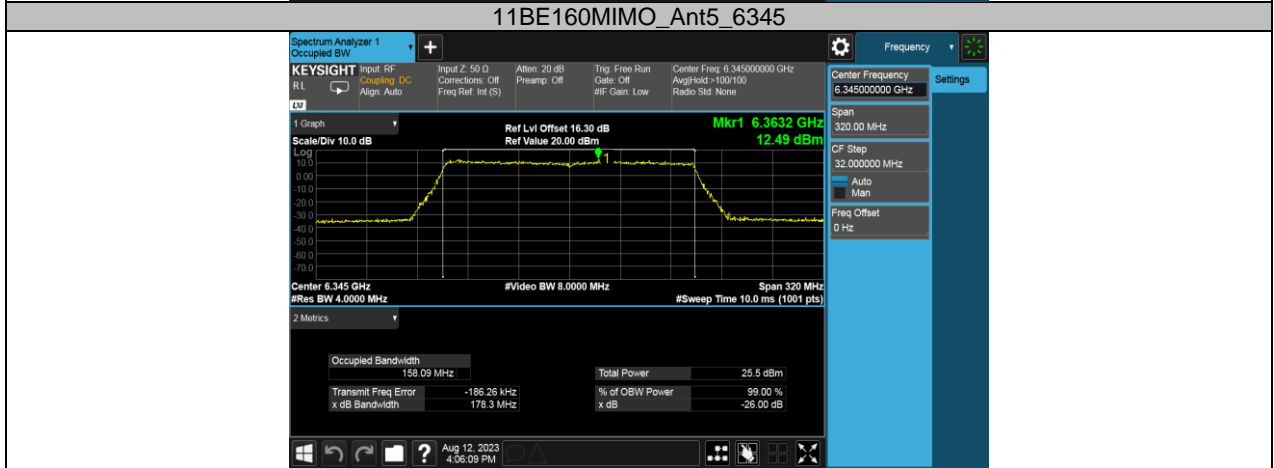 11BE160MIMO_Ant5_6345
Spectrum Analyzer 1
Occupied BW
+
Frequency
KEYSIGHT
RL
LXI
Input: RF
Coupling: DC
Align: Auto
Input Z: 50 Ω
Corrections: Off
Freq Ref: Int (S)
Atten: 20 dB
Preamp: Off
Trig: Free Run
Gate: Off
#IF Gain: Low
Center Freq: 6.345000000 GHz
Avg|Hold:>100/100
Radio Std: None
Center Frequency
6.345000000 GHz
Settings
Span
320.00 MHz
CF Step
32.000000 MHz
Auto
Man
Freq Offset
0 Hz
1 Graph
Scale/Div 10.0 dB
Ref Lvl Offset 16.30 dB
Ref Value 20.00 dBm
Mkr1 6.3632 GHz
12.49 dBm
Log
10.0
0.00
-10.0
-20.0
-30.0
-40.0
-50.0
-60.0
-70.0
1
Center 6.345 GHz
#Video BW 8.0000 MHz
Span 320 MHz
#Res BW 4.0000 MHz
#Sweep Time 10.0 ms (1001 pts)
2 Metrics
Occupied Bandwidth
158.09 MHz
Total Power 25.5 dBm
Transmit Freq Error -186.26 kHz
% of OBW Power 99.00 %
x dB Bandwidth 178.3 MHz
x dB -26.00 dB
?
Aug 12, 2023
4:06:09 PM